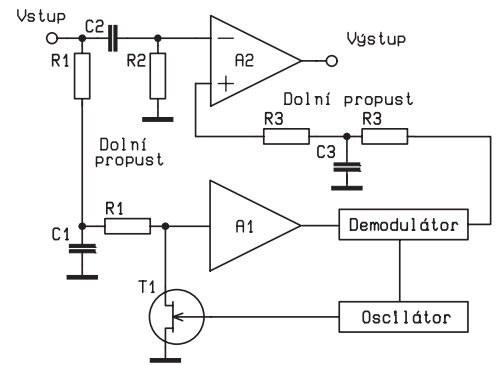 Vstup
C2
R1
R2
−
+
A2
Výstup
Dolní propust
R3
R3
C3
Dolní
propust
R1
C1
A1
Demodulátor
T1
Oscilátor